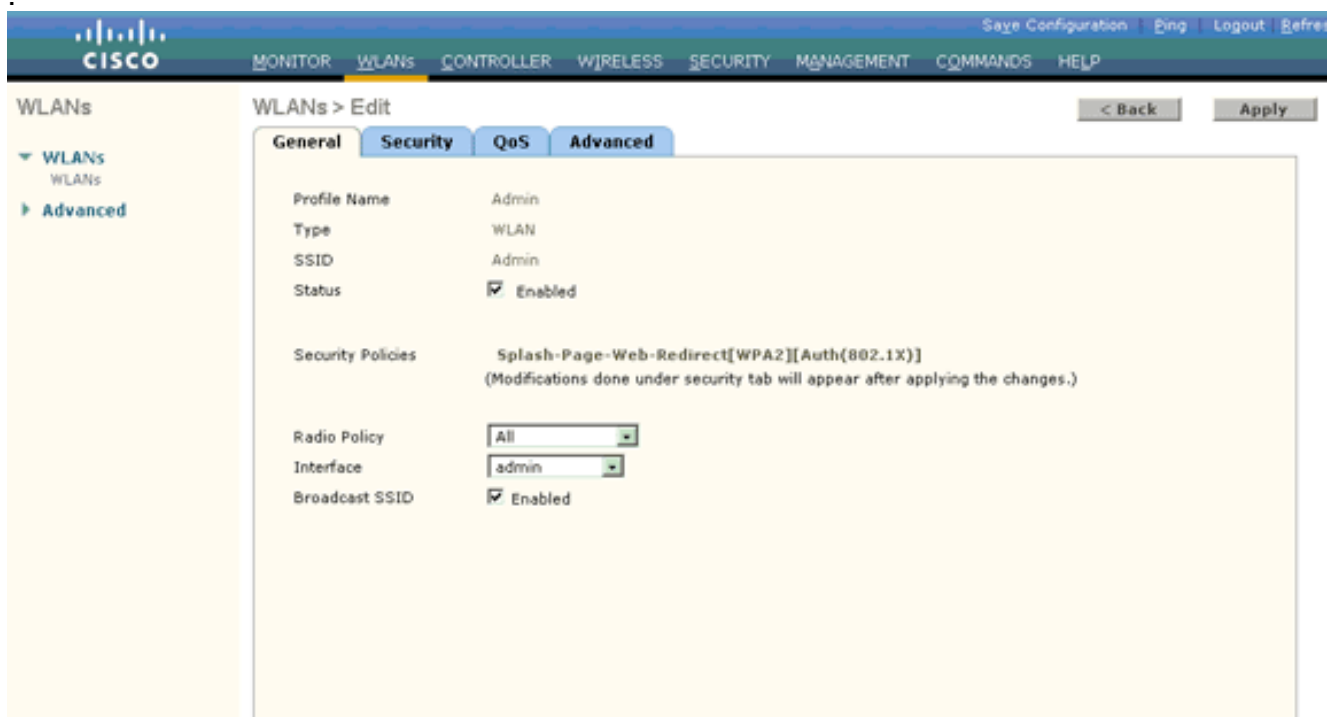 Save Configuration | Ping | Logout | Refres
CISCO
MONITOR WLANs CONTROLLER WIRELESS SECURITY MANAGEMENT COMMANDS HELP
WLANs
WLANs > Edit
< Back
Apply
General Security QoS Advanced
WLANs
WLANs
Advanced
Profile Name Admin
Type WLAN
SSID Admin
Status Enabled
Security Policies Splash-Page-Web-Redirect[WPA2][Auth(802.1X)]
(Modifications done under security tab will appear after applying the changes.)
Radio Policy All
Interface admin
Broadcast SSID Enabled